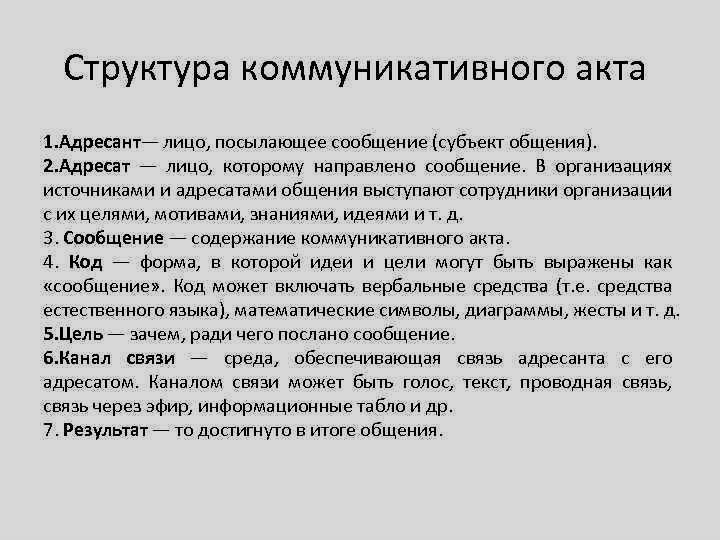 Структура коммуникативного акта
1. Адресант— лицо, посылающее сообщение (субъект общения).
2. Адресат — лицо, которому направлено сообщение. В организациях
источниками и адресатами общения выступают сотрудники организации
с их целями, мотивами, знаниями, идеями и т. д.
3. Сообщение — содержание коммуникативного акта.
4. Код — форма, в которой идеи и цели могут быть выражены как
«сообщение». Код может включать вербальные средства (т.е. средства
естественного языка), математические символы, диаграммы, жесты и т. д.
5.Цель — зачем, ради чего послано сообщение.
6. Канал связи — среда, обеспечивающая связь адресанта с его
адресатом. Каналом связи может быть голос, текст, проводная связь,
связь через эфир, информационные табло и др.
7. Результат — то достигнуто в итоге общения.